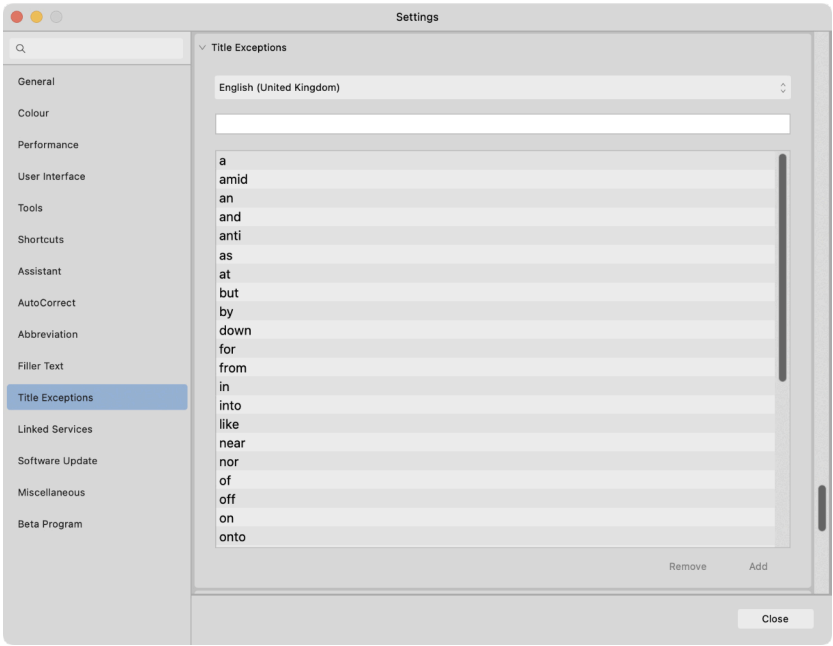 Settings
General
Colour
Performance
User Interface
Tools
Shortcuts
Assistant
AutoCorrect
Abbreviation
Filler Text
Title Exceptions
Linked Services
Software Update
Miscellaneous
Beta Program
Title Exceptions
English (United Kingdom)
a
amid
an
and
anti
as
at
but
by
down
for
from
in
into
like
near
nor
of
off
on
onto
Remove Add
Close